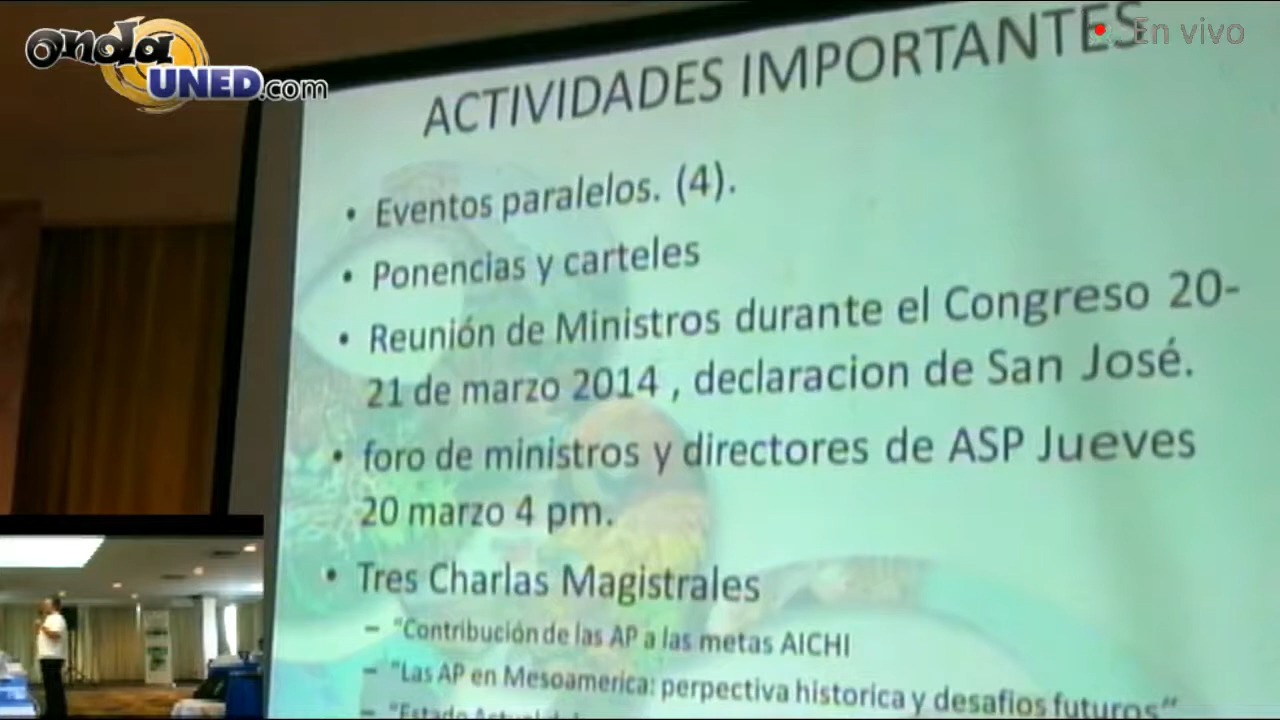 onda
UNED.com
En vivo
ACTIVIDADES IMPORTANTES
• Eventos paralelos. (4).
• Ponencias y carteles
• Reunión de Ministros durante el Congreso 20-
21 de marzo 2014 , declaracion de San José.
• foro de ministros y directores de ASP Jueves
20 marzo 4 pm.
• Tres Charlas Magistrales
– "Contribución de las AP a las metas AICHI
– "Las AP en Mesoamerica: perpectiva historica y desafios futuros"
– "Estado Actual